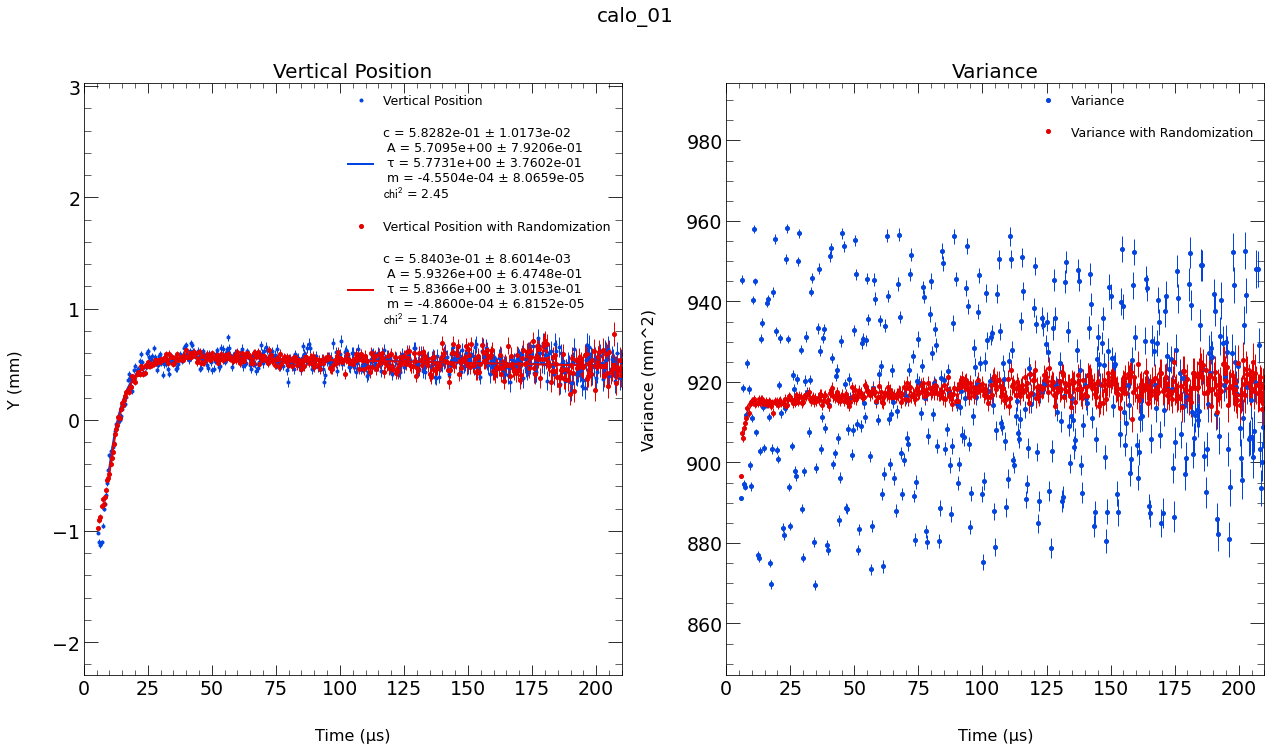 calo_01
Vertical Position
Y (mm)
3
2
1
0
−1
−2
Vertical Position
c = 5.8282e-01 ± 1.0173e-02
A = 5.7095e+00 ± 7.9206e-01
τ = 5.7731e+00 ± 3.7602e-01
m = -4.5504e-04 ± 8.0659e-05
chi² = 2.45
Vertical Position with Randomization
c = 5.8403e-01 ± 8.6014e-03
A = 5.9326e+00 ± 6.4748e-01
τ = 5.8366e+00 ± 3.0153e-01
m = -4.8600e-04 ± 6.8152e-05
chi² = 1.74
0 25 50 75 100 125 150 175 200
Time (μs)
Variance
Variance (mm^2)
980
960
940
920
900
880
860
Variance
Variance with Randomization
0 25 50 75 100 125 150 175 200
Time (μs)